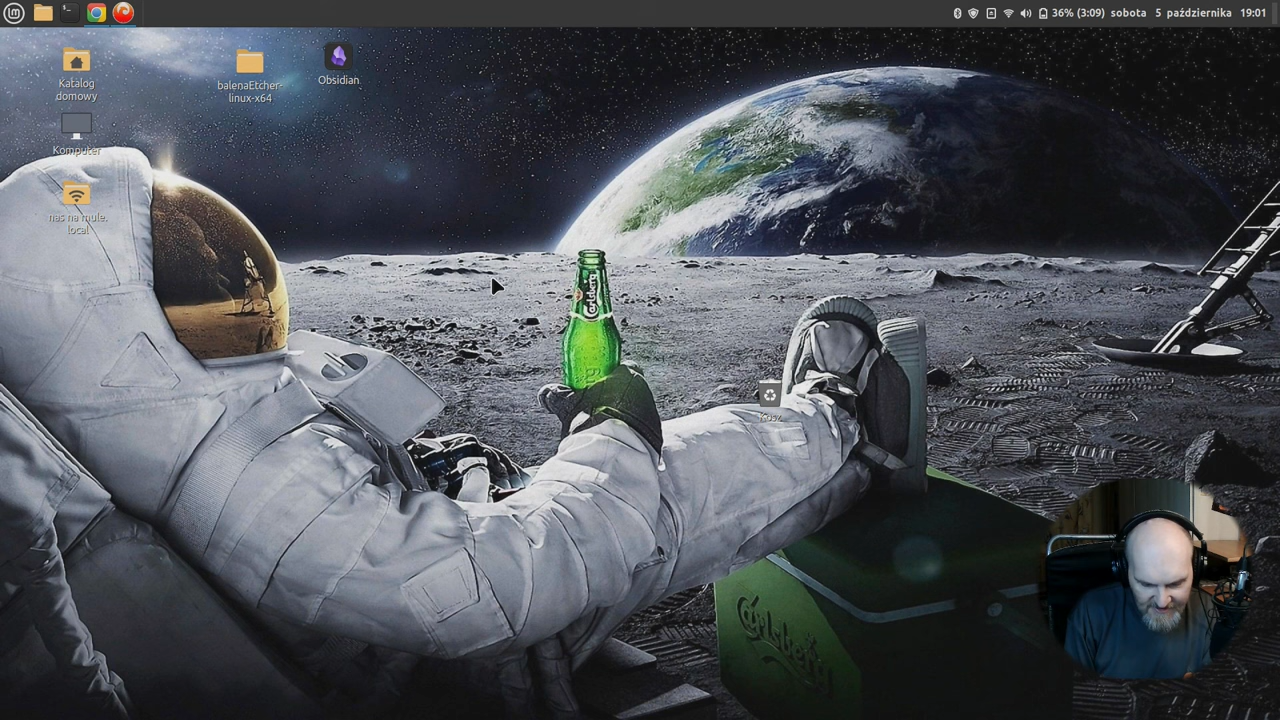 36% (3:09) sobota 5 października 19:01
Katalog
domowy
balenaEtcher-
linux-x64
Obsidian
Komputer
nas na mule.
local
Carlsberg
Kosz
Carlsberg